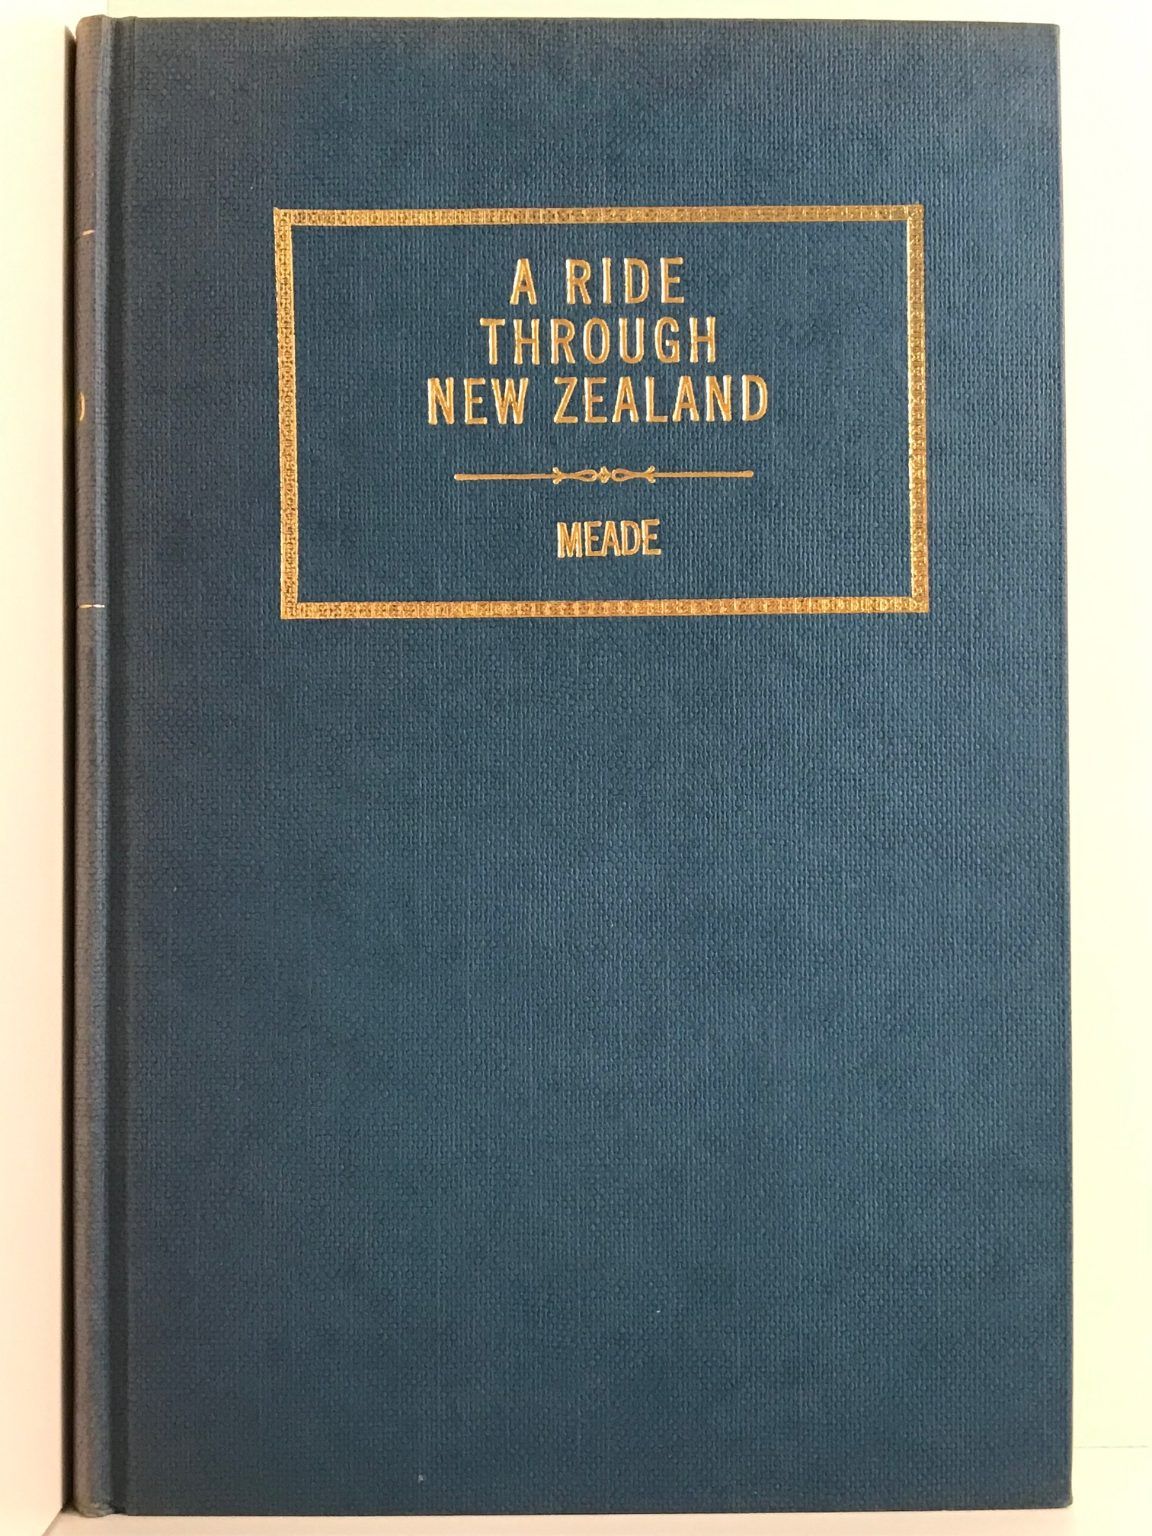 A RIDE
THROUGH
NEW ZEALAND
MEADE